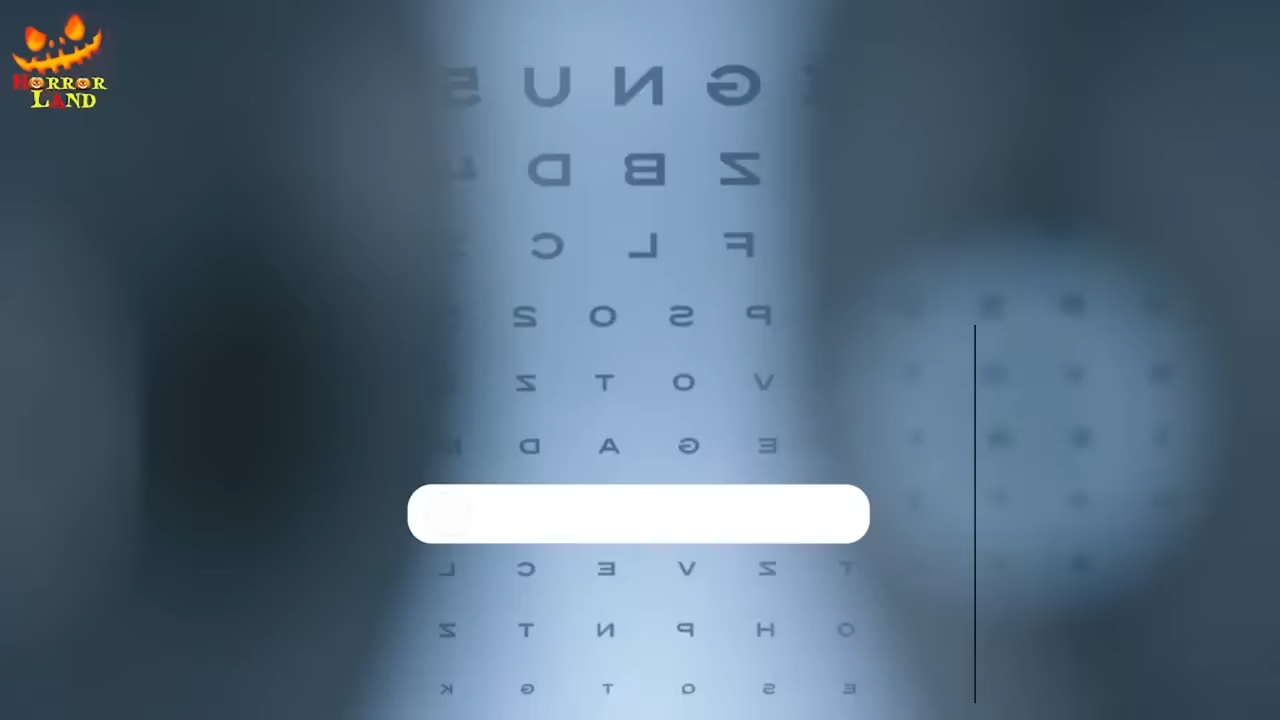 HORROR
LAND
G N U
Z B D
F L C
P S O S
V O T Z
E G A D
T Z V E C L
O H P N T Z
E S Q T G K